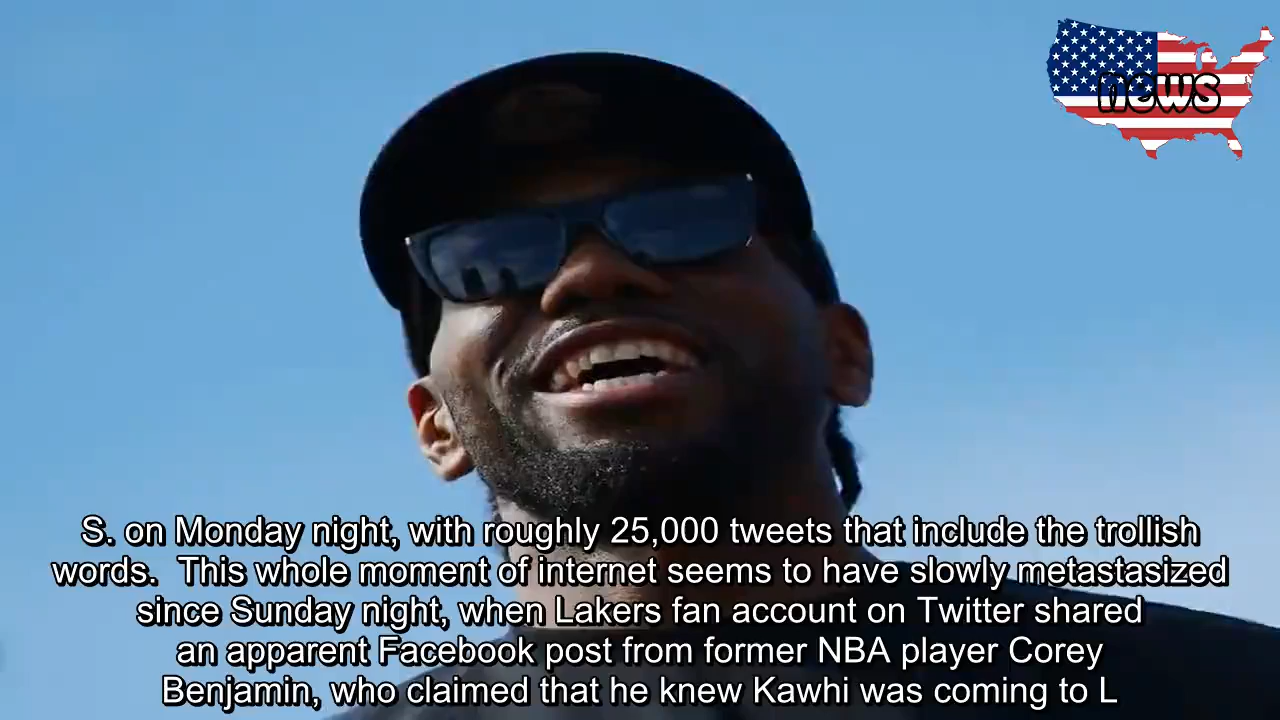 news
S. on Monday night, with roughly 25,000 tweets that include the trollish
words.  This whole moment of internet seems to have slowly metastasized
since Sunday night, when Lakers fan account on Twitter shared
an apparent Facebook post from former NBA player Corey
Benjamin, who claimed that he knew Kawhi was coming to L